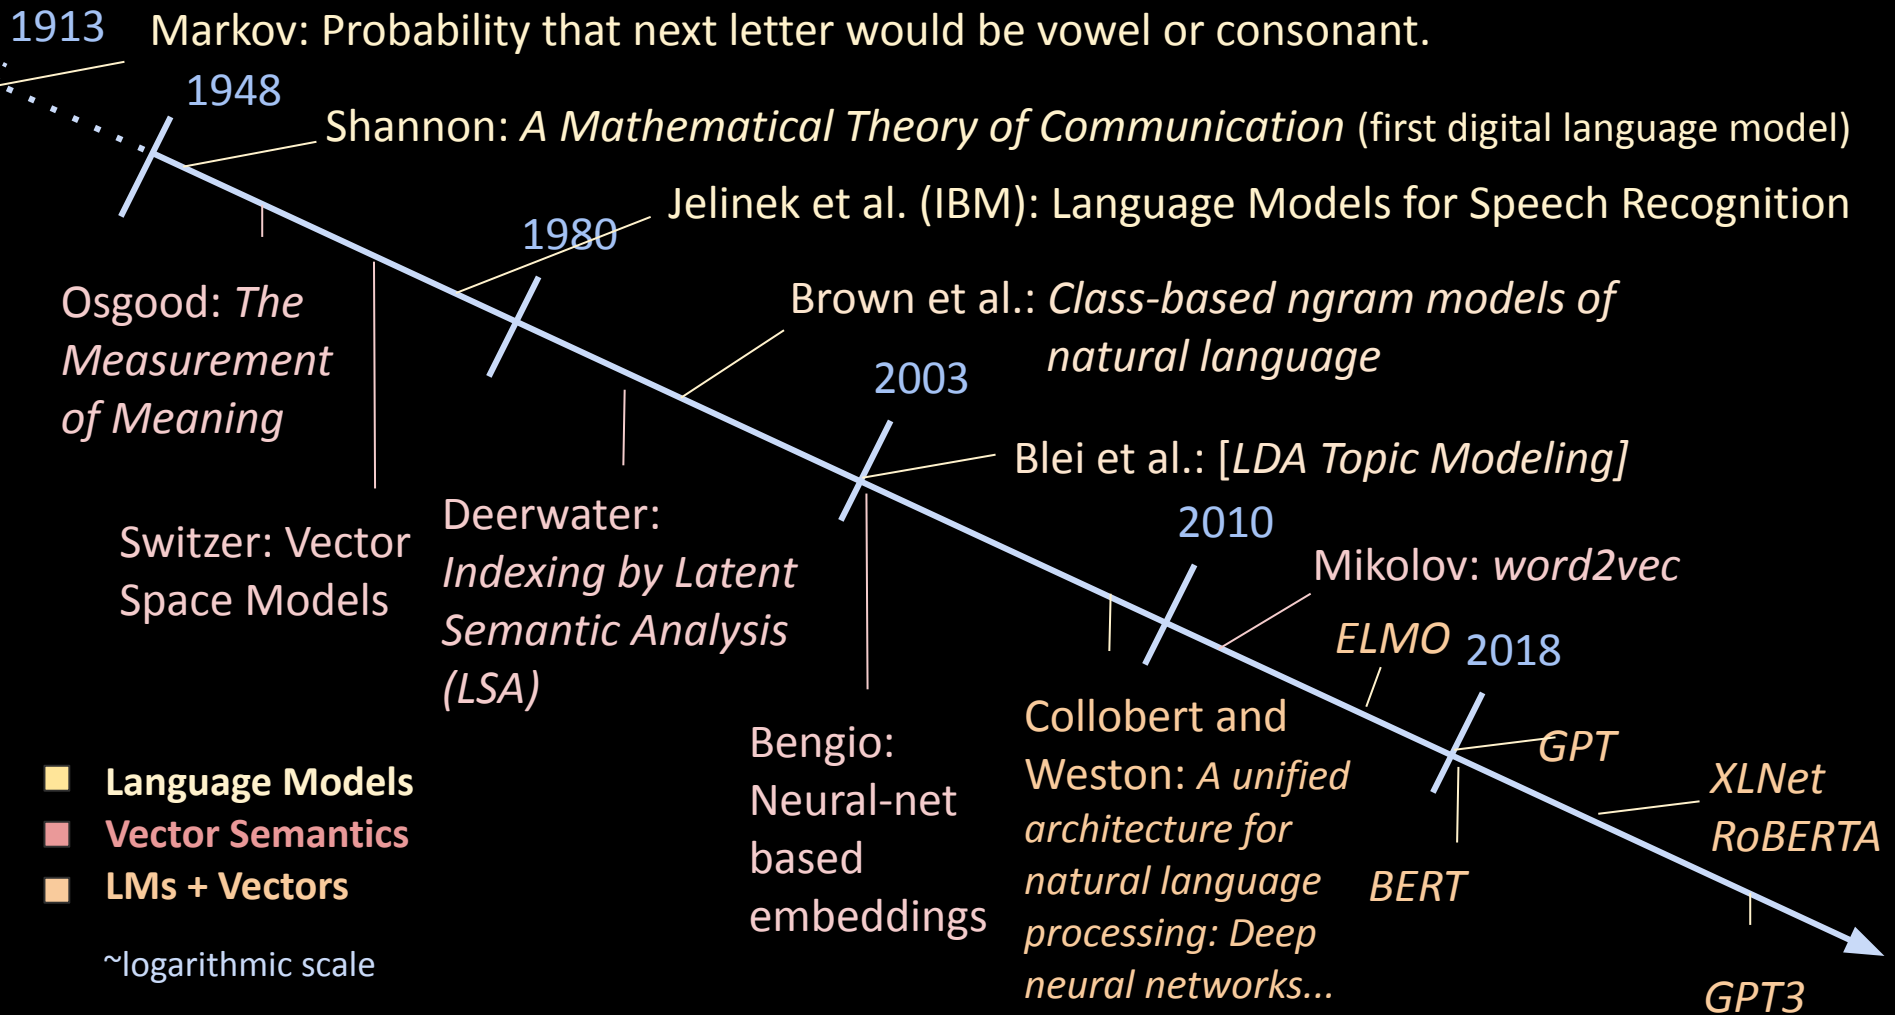 1913
Markov: Probability that next letter would be vowel or consonant.
1948
Shannon: A Mathematical Theory of Communication (first digital language model)
Jelinek et al. (IBM): Language Models for Speech Recognition
1980
Osgood: The
Measurement
of Meaning
Brown et al.: Class-based ngram models of
natural language
2003
Blei et al.: [LDA Topic Modeling]
Switzer: Vector
Space Models
Deerwater:
Indexing by Latent
Semantic Analysis
(LSA)
2010
Mikolov: word2vec
ELMO
2018
Bengio:
Neural-net
based
embeddings
Collobert and
Weston: A unified
architecture for
natural language
processing: Deep
neural networks...
GPT
BERT
XLNet
RoBERTA
GPT3
Language Models
Vector Semantics
LMs + Vectors
~logarithmic scale